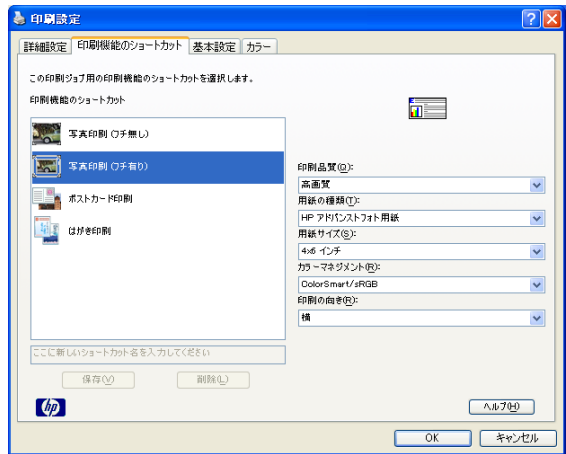 印刷設定
詳細設定 印刷機能のショートカット 基本設定 カラー
この印刷ジョブ用の印刷機能のショートカットを選択します。
印刷機能のショートカット
写真印刷 (フチ無し)
写真印刷 (フチ有り)
ポストカード印刷
はがき印刷
ここに新しいショートカット名を入力してください
保存(V) 削除(L)
印刷品質(Q):
高画質
用紙の種類(T):
HP アドバンストフォト用紙
用紙サイズ(S):
4x6 インチ
カラーマネジメント(R):
ColorSmart/sRGB
印刷の向き(R):
横
hp
ヘルプ(H)
OK キャンセル